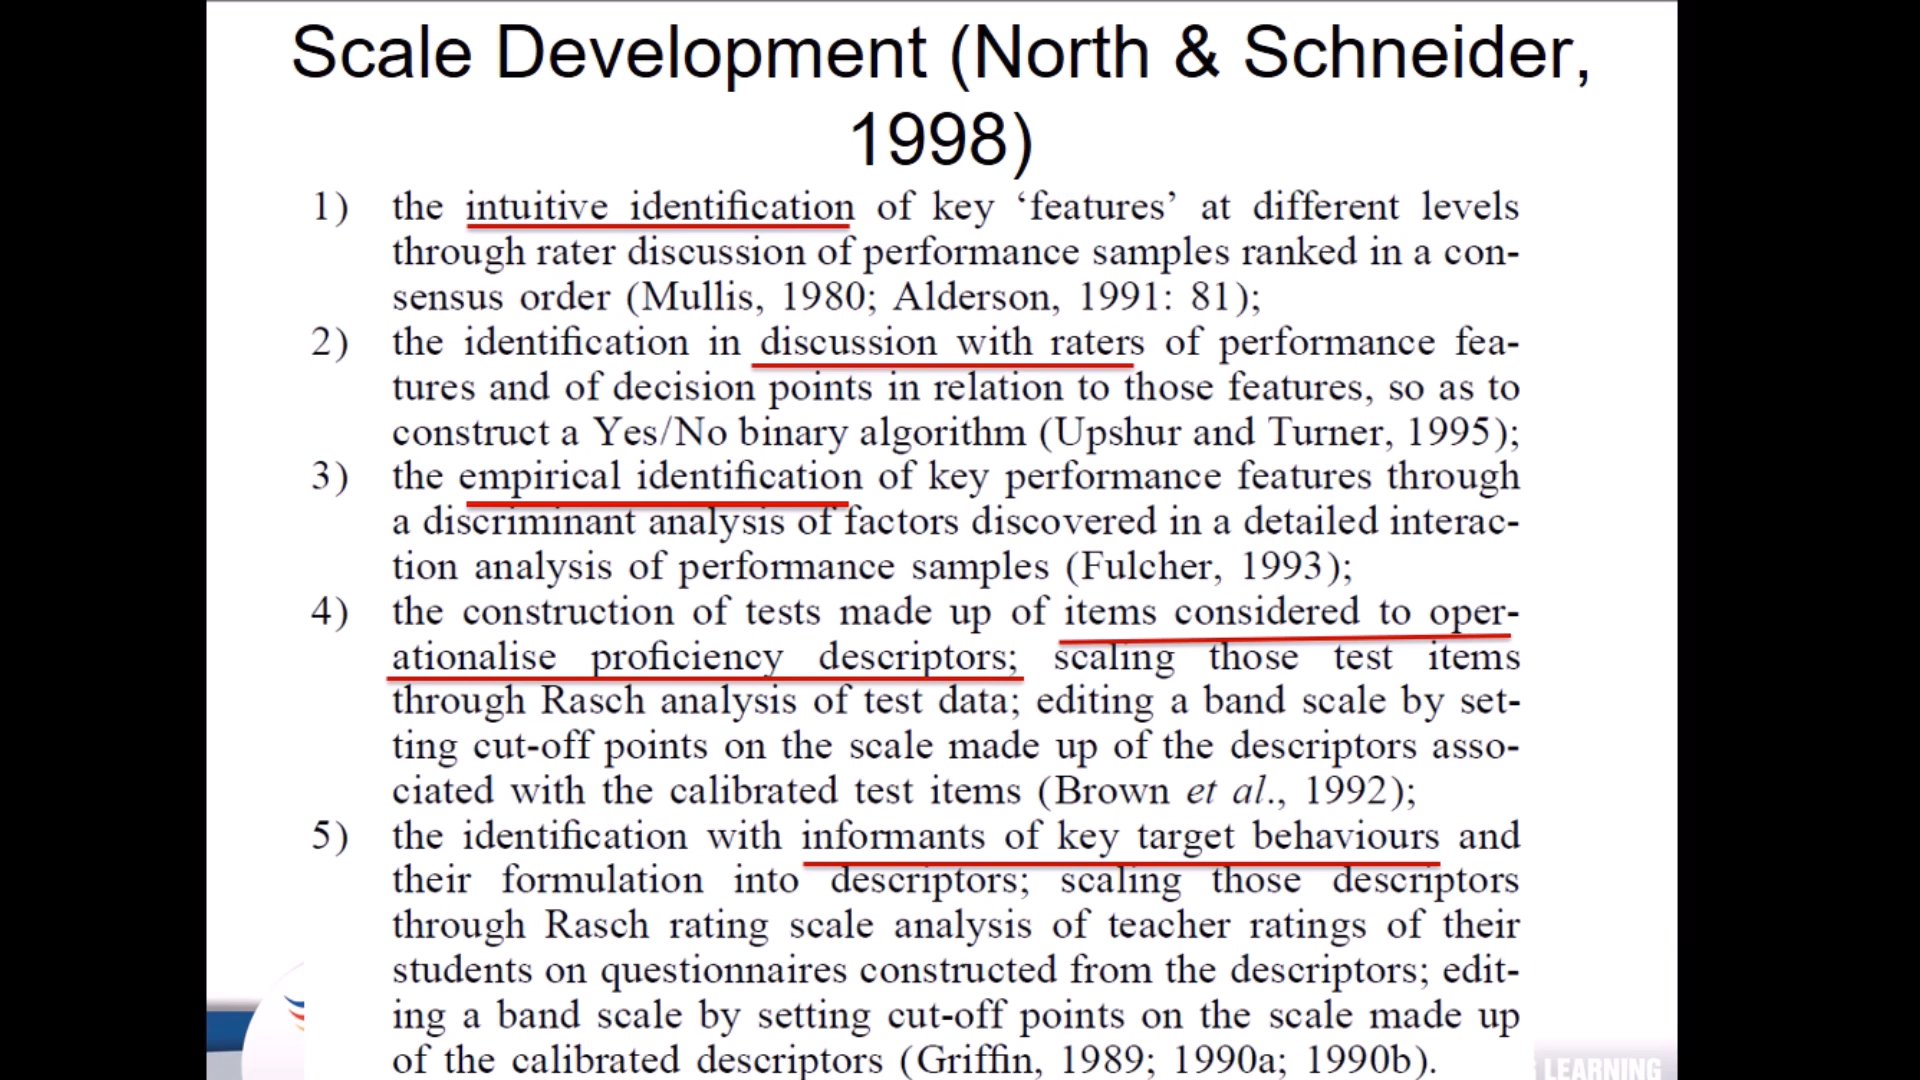 Scale Development (North & Schneider,
1998)
1) the intuitive identification of key ‘features’ at different levels
through rater discussion of performance samples ranked in a con-
sensus order (Mullis, 1980; Alderson, 1991: 81);
2) the identification in discussion with raters of performance fea-
tures and of decision points in relation to those features, so as to
construct a Yes/No binary algorithm (Upshur and Turner, 1995);
3) the empirical identification of key performance features through
a discriminant analysis of factors discovered in a detailed interac-
tion analysis of performance samples (Fulcher, 1993);
4) the construction of tests made up of items considered to oper-
ationalise proficiency descriptors; scaling those test items
through Rasch analysis of test data; editing a band scale by set-
ting cut-off points on the scale made up of the descriptors asso-
ciated with the calibrated test items (Brown et al., 1992);
5) the identification with informants of key target behaviours and
their formulation into descriptors; scaling those descriptors
through Rasch rating scale analysis of teacher ratings of their
students on questionnaires constructed from the descriptors; edit-
ing a band scale by setting cut-off points on the scale made up
of the calibrated descriptors (Griffin, 1989; 1990a; 1990b).
LEARNING